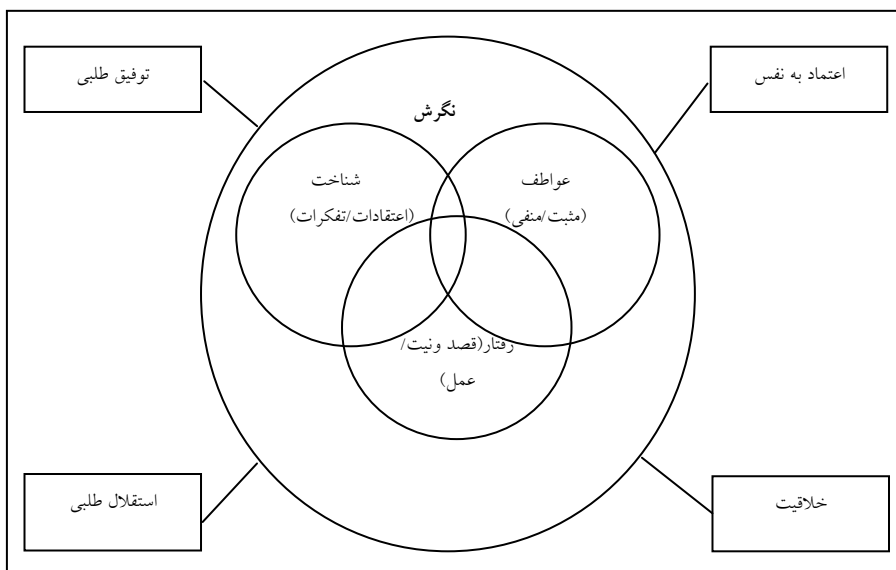 اعتماد به نفس
توفیق طلبی
نگرش
عواطف
(مثبت/منفی)
شناخت
(اعتقادات/تفکرات)
رفتار(قصد ونیت/
عمل)
خلاقیت
استقلال طلبی